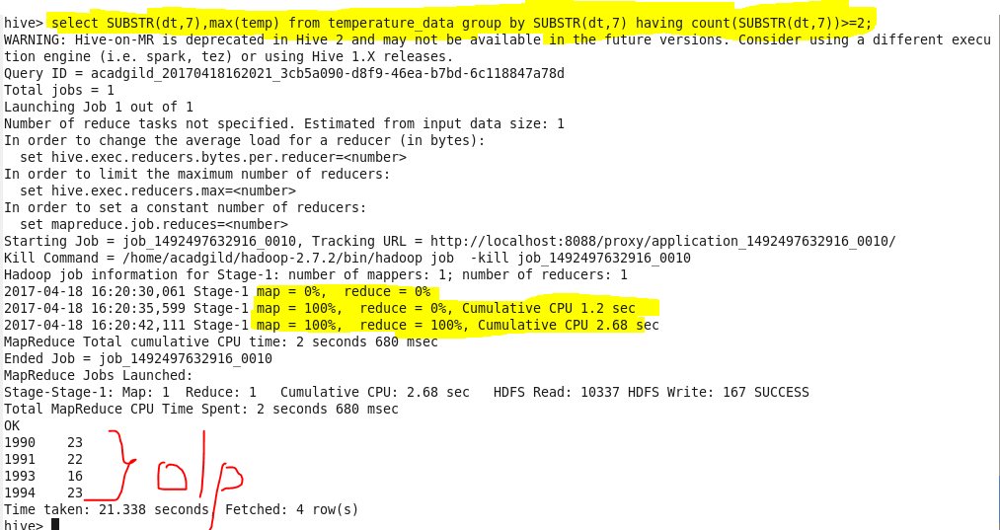 hive> select SUBSTR(dt,7),max(temp) from temperature_data group by SUBSTR(dt,7) having count(SUBSTR(dt,7))>=2;
WARNING: Hive-on-MR is deprecated in Hive 2 and may not be available in the future versions. Consider using a different execu
tion engine (i.e. spark, tez) or using Hive 1.X releases.
Query ID = acadgild_20170418162021_3cb5a090-d8f9-46ea-b7bd-6c118847a78d
Total jobs = 1
Launching Job 1 out of 1
Number of reduce tasks not specified. Estimated from input data size: 1
In order to change the average load for a reducer (in bytes):
  set hive.exec.reducers.bytes.per.reducer=<number>
In order to limit the maximum number of reducers:
  set hive.exec.reducers.max=<number>
In order to set a constant number of reducers:
  set mapreduce.job.reduces=<number>
Starting Job = job_1492497632916_0010, Tracking URL = http://localhost:8088/proxy/application_1492497632916_0010/
Kill Command = /home/acadgild/hadoop-2.7.2/bin/hadoop job  -kill job_1492497632916_0010
Hadoop job information for Stage-1: number of mappers: 1; number of reducers: 1
2017-04-18 16:20:30,061 Stage-1 map = 0%,  reduce = 0%
2017-04-18 16:20:35,599 Stage-1 map = 100%,  reduce = 0%, Cumulative CPU 1.2 sec
2017-04-18 16:20:42,111 Stage-1 map = 100%,  reduce = 100%, Cumulative CPU 2.68 sec
MapReduce Total cumulative CPU time: 2 seconds 680 msec
Ended Job = job_1492497632916_0010
MapReduce Jobs Launched:
Stage-Stage-1: Map: 1  Reduce: 1   Cumulative CPU: 2.68 sec   HDFS Read: 10337 HDFS Write: 167 SUCCESS
Total MapReduce CPU Time Spent: 2 seconds 680 msec
OK
1990    23
1991    22
1993    16
1994    23
o/p
Time taken: 21.338 seconds, Fetched: 4 row(s)
hive>